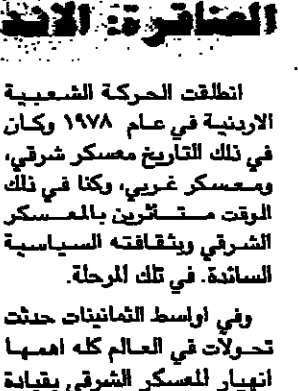 المناقرة: الاند
انطلقت الحركة الشعبية
الاردنية في عام ١٩٧٨ وكان
في ذلك التاريخ معسكر شرقي،
ومعسكر غربي، وكنا في ذلك
الوقت متأثرين بالمعسكر
الشرقي وبثقافته السياسية
السائدة. في تلك المرحلة.
وفي اواسط الثمانينات حدثت
تحولات في العالم كله اهمها
انهيار المعسكر الشرقي بقيادة